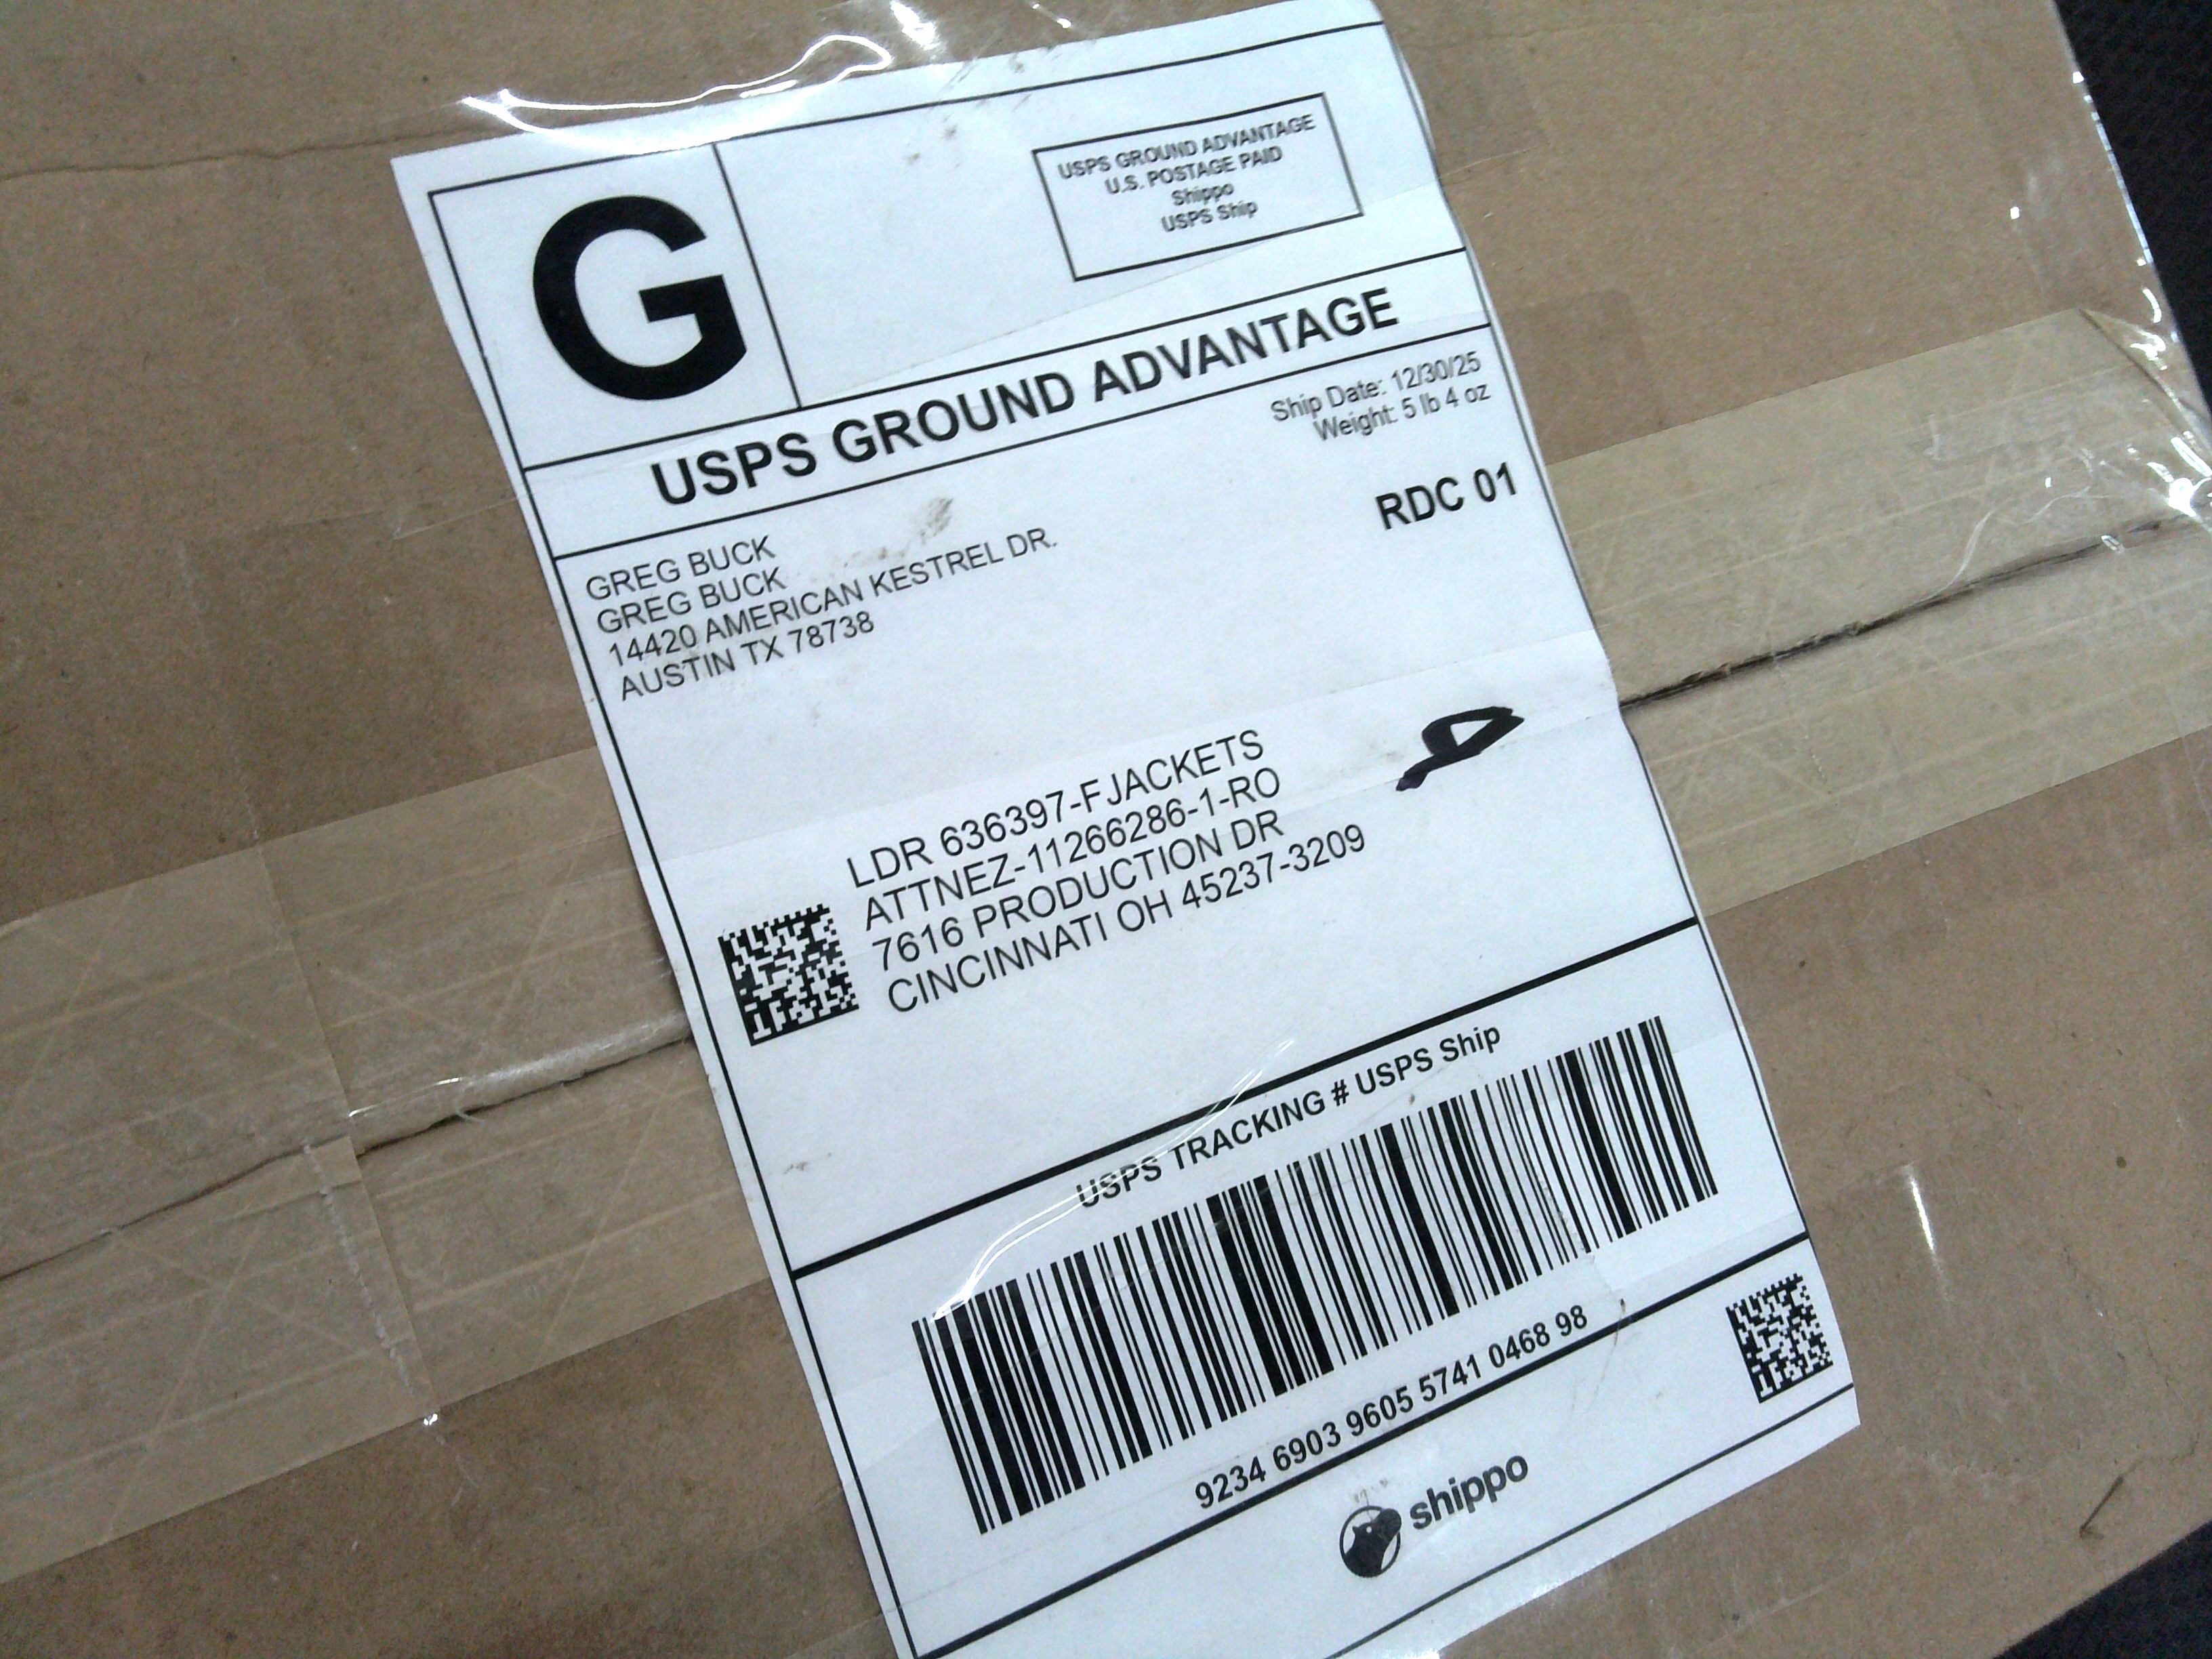 G
USPS GROUND ADVANTAGE
U.S. POSTAGE PAID
Shippo
USPS Ship
USPS GROUND ADVANTAGE
Ship Date: 12/30/25
Weight: 5 lb 4 oz
RDC 01
GREG BUCK
GREG BUCK
14420 AMERICAN KESTREL DR.
AUSTIN TX 78738
LDR 636397-FJACKETS
ATTNEZ-11266286-1-RO
7616 PRODUCTION DR
CINCINNATI OH 45237-3209
USPS TRACKING # USPS Ship
9234 6903 9605 5741 0468 98
shippo